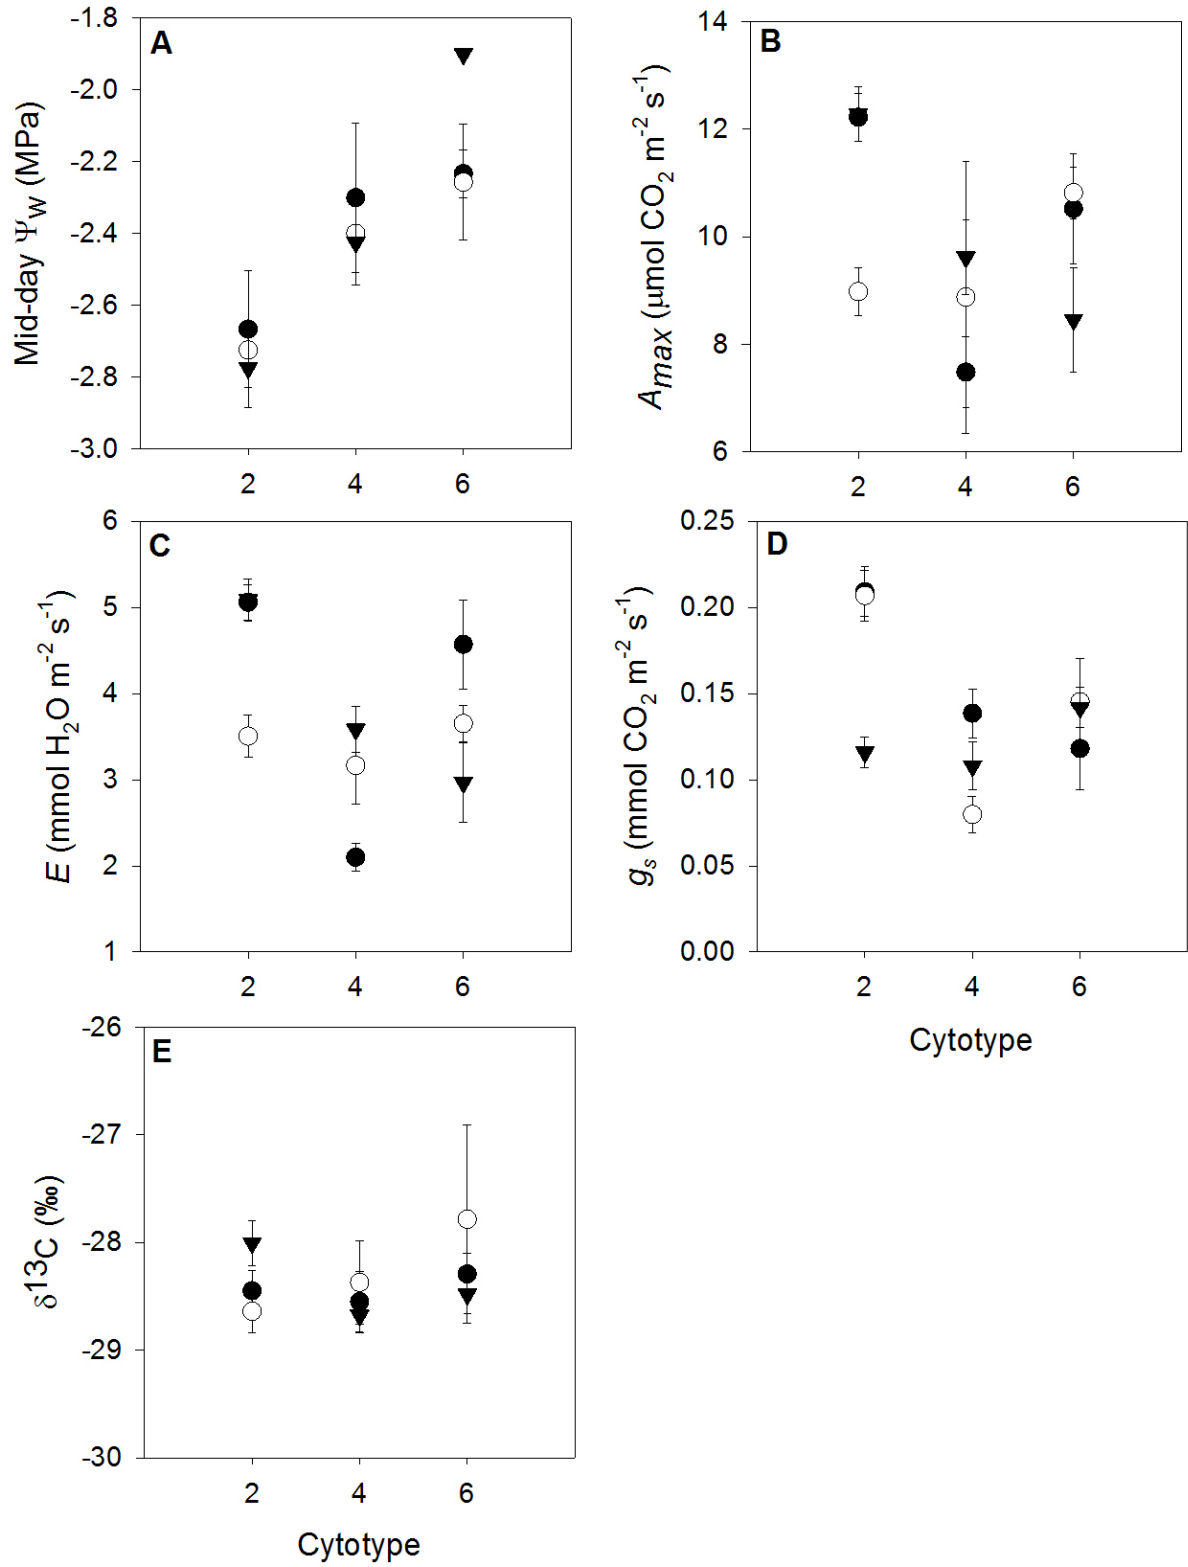 A
Mid-day Ψw (MPa)
-1.8
-2.0
-2.2
-2.4
-2.6
-2.8
-3.0
2 4 6
B
Amax (μmol CO2 m-2 s-1)
14
12
10
8
6
2 4 6
C
E (mmol H2O m-2 s-1)
6
5
4
3
2
1
2 4 6
D
gs (mmol CO2 m-2 s-1)
0.25
0.20
0.15
0.10
0.05
0.00
2 4 6
Cytotype
E
δ13C (‰)
-26
-27
-28
-29
-30
2 4 6
Cytotype